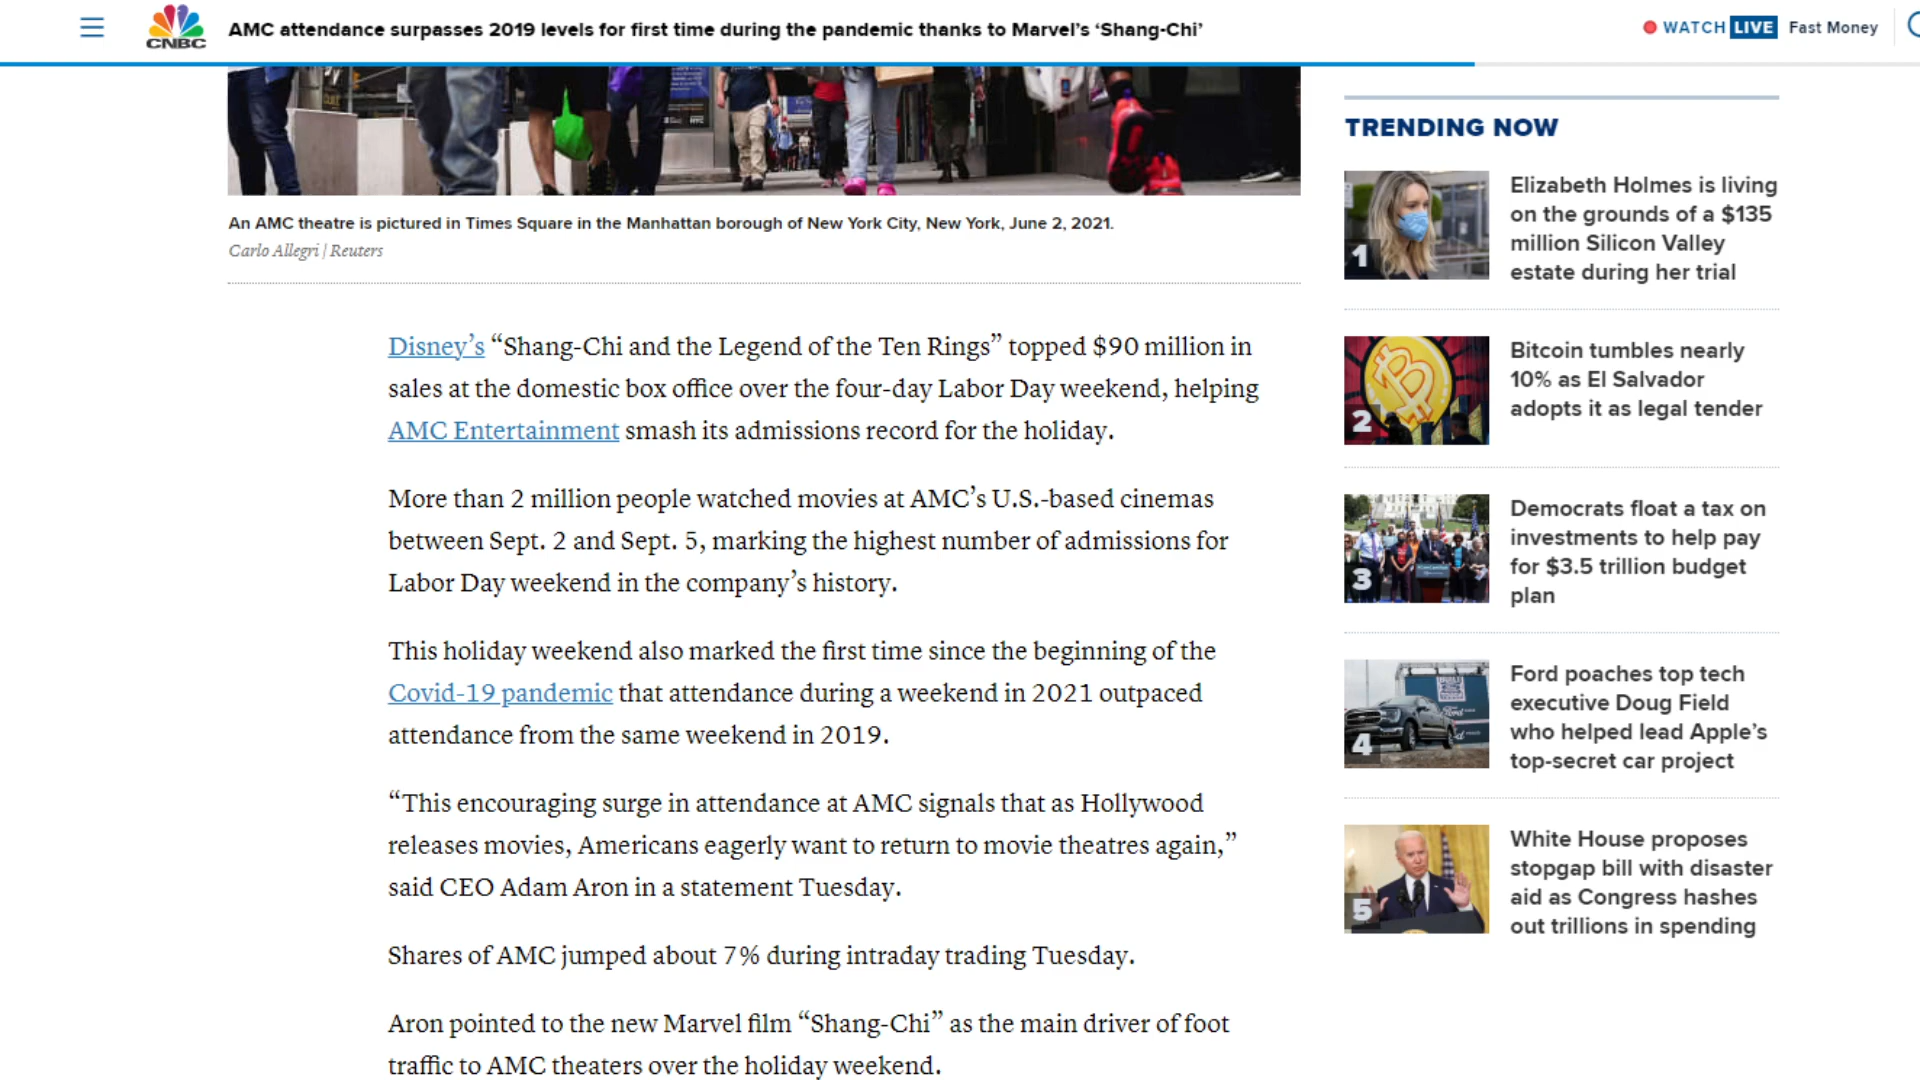 CNBC
AMC attendance surpasses 2019 levels for first time during the pandemic thanks to Marvel’s ‘Shang-Chi’
WATCH LIVE Fast Money
An AMC theatre is pictured in Times Square in the Manhattan borough of New York City, New York, June 2, 2021.
Carlo Allegri | Reuters
Disney’s “Shang-Chi and the Legend of the Ten Rings” topped $90 million in
sales at the domestic box office over the four-day Labor Day weekend, helping
AMC Entertainment smash its admissions record for the holiday.
More than 2 million people watched movies at AMC’s U.S.-based cinemas
between Sept. 2 and Sept. 5, marking the highest number of admissions for
Labor Day weekend in the company’s history.
This holiday weekend also marked the first time since the beginning of the
Covid-19 pandemic that attendance during a weekend in 2021 outpaced
attendance from the same weekend in 2019.
“This encouraging surge in attendance at AMC signals that as Hollywood
releases movies, Americans eagerly want to return to movie theatres again,”
said CEO Adam Aron in a statement Tuesday.
Shares of AMC jumped about 7% during intraday trading Tuesday.
Aron pointed to the new Marvel film “Shang-Chi” as the main driver of foot
traffic to AMC theaters over the holiday weekend.
TRENDING NOW
1
Elizabeth Holmes is living
on the grounds of a $135
million Silicon Valley
estate during her trial
2
Bitcoin tumbles nearly
10% as El Salvador
adopts it as legal tender
3
Democrats float a tax on
investments to help pay
for $3.5 trillion budget
plan
4
Ford poaches top tech
executive Doug Field
who helped lead Apple’s
top-secret car project
5
White House proposes
stopgap bill with disaster
aid as Congress hashes
out trillions in spending